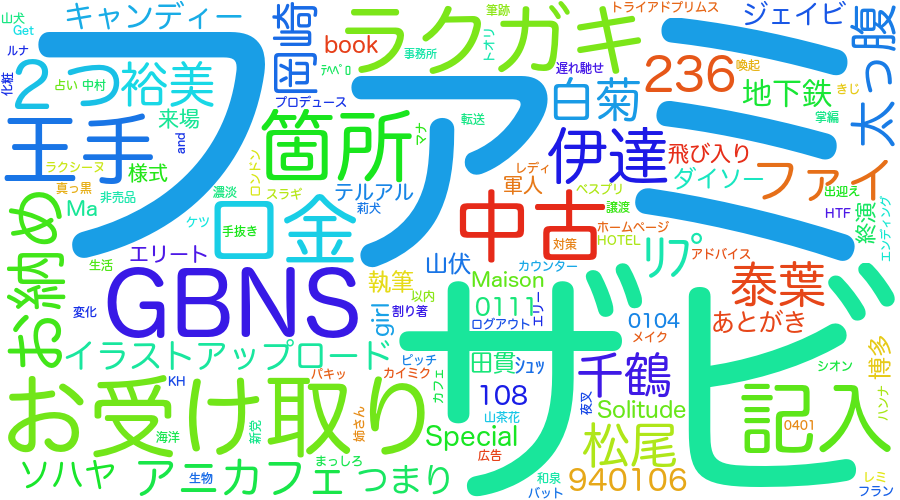 山犬
Get
ルナ
化粧
キャンディー
岡崎
ラクガキ
筆跡
トオリ
トライアドプリムス
ジェイビ
太っ腹
2つ
裕美
book
事務所
ﾃﾍﾍﾟﾛ
プロデュース
遅れ馳せ
236
喚起
きじ
地下鉄
掌編
占い
中村
来場
and
王手
ラクシーヌ
様式
真っ黒
非売品
Ma
濃淡
ケツ
ロンドン
スラギ
箇所
マナ
転送
白菊
伊達
飛び入り
ダイソー
ファイ
出迎え
レディ
軍人
ベスプリ
譲渡
HTF
終演
エンディング
テルアル
莉犬
フア
ミ
お納め
口金
手抜き
中古
対策
ホームページ
HOTEL
リプ
アドバイス
生活
エリート
執筆
山伏
カウンター
Maison
以内
割り箸
変化
GBNS
girl
0111
エリー
ログアウト
ザビ
泰葉
あとがき
0104
メイク
イラストアップロード
ピッチ
カイミク
パキッ
KH
カフェ
田貫
ｼｭｯ
千鶴
108
夜叉
Solitude
山茶花
シオン
博多
ハンナ
お受け取り
海洋
新党
姉さん
Special
広告
松尾
記入
0401
ソハヤ
アニカフェ
まっしろ
つまり
生物
和泉
バット
940106
レミ
フラン